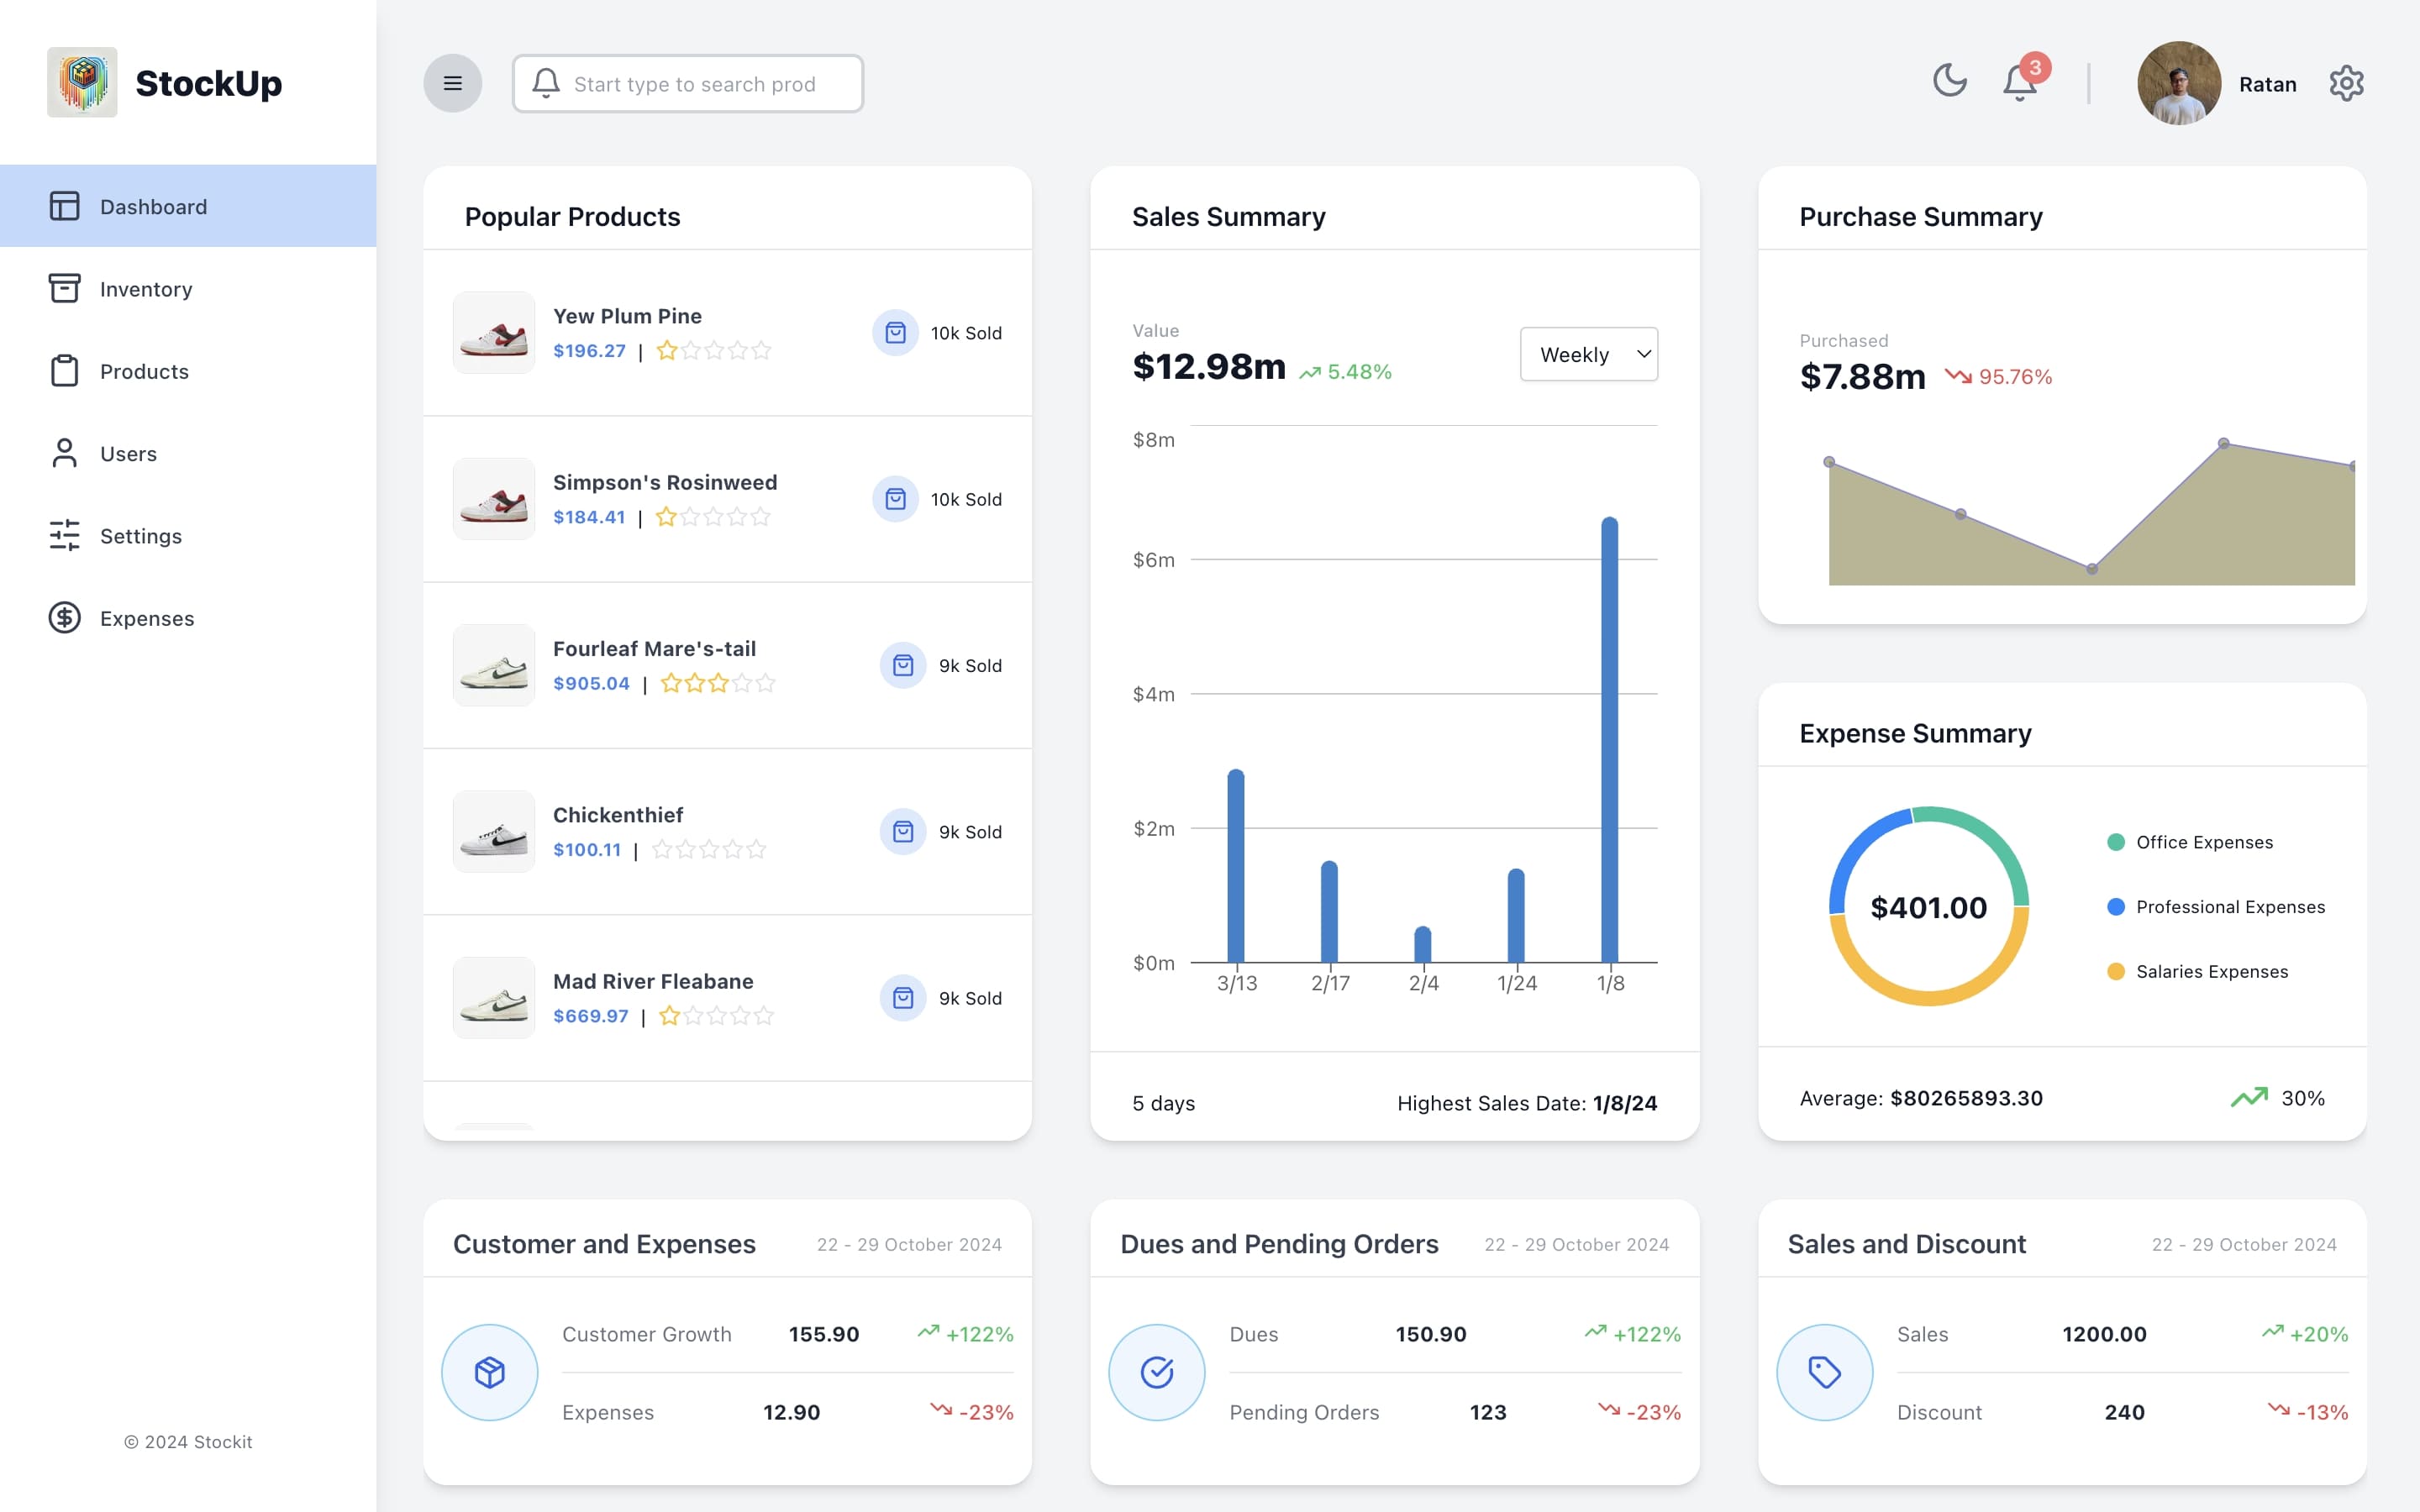 StockUp
Start type to search prod
3
Ratan
Dashboard
Inventory
Products
Users
Settings
Expenses
© 2024 Stockit
Popular Products
Yew Plum Pine
$196.27 |
10k Sold
Simpson's Rosinweed
$184.41 |
10k Sold
Fourleaf Mare's-tail
$905.04 |
9k Sold
Chickenthief
$100.11 |
9k Sold
Mad River Fleabane
$669.97 |
9k Sold
Sales Summary
Value
$12.98m 5.48%
Weekly
$8m
$6m
$4m
$2m
$0m
3/13 2/17 2/4 1/24 1/8
5 days Highest Sales Date: 1/8/24
Purchase Summary
Purchased
$7.88m 95.76%
Expense Summary
$401.00
Office Expenses
Professional Expenses
Salaries Expenses
Average: $80265893.30 30%
Customer and Expenses 22 - 29 October 2024
Customer Growth 155.90 +122%
Expenses 12.90 -23%
Dues and Pending Orders 22 - 29 October 2024
Dues 150.90 +122%
Pending Orders 123 -23%
Sales and Discount 22 - 29 October 2024
Sales 1200.00 +20%
Discount 240 -13%